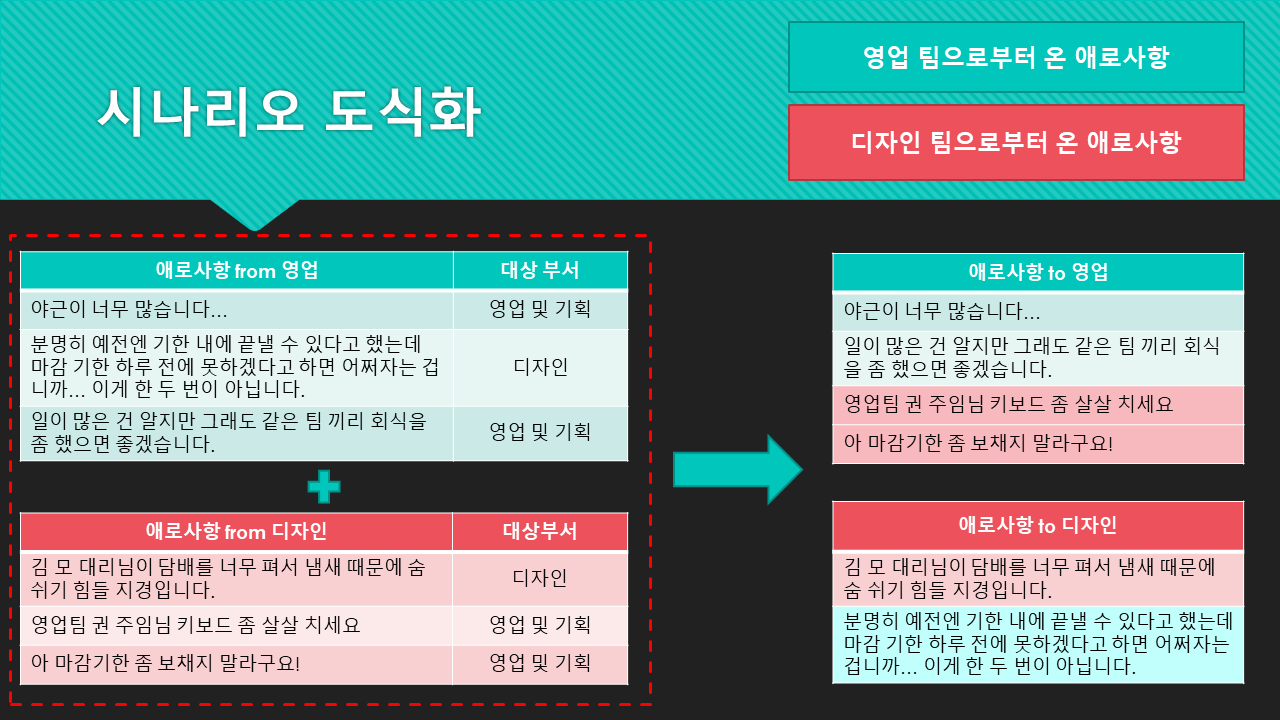 시나리오 도식화
영업 팀으로부터 온 애로사항
디자인 팀으로부터 온 애로사항
애로사항 from 영업
대상 부서
야근이 너무 많습니다...
영업 및 기획
분명히 예전엔 기한 내에 끝낼 수 있다고 했는데
마감 기한 하루 전에 못하겠다고 하면 어쩌자는 겁
니까... 이게 한 두 번이 아닙니다.
디자인
일이 많은 건 알지만 그래도 같은 팀 끼리 회식을
좀 했으면 좋겠습니다.
영업 및 기획
애로사항 from 디자인
대상부서
김 모 대리님이 담배를 너무 펴서 냄새 때문에 숨
쉬기 힘들 지경입니다.
디자인
영업팀 권 주임님 키보드 좀 살살 치세요
영업 및 기획
아 마감기한 좀 보채지 말라구요!
영업 및 기획
애로사항 to 영업
야근이 너무 많습니다...
일이 많은 건 알지만 그래도 같은 팀 끼리 회식
을 좀 했으면 좋겠습니다.
영업팀 권 주임님 키보드 좀 살살 치세요
아 마감기한 좀 보채지 말라구요!
애로사항 to 디자인
김 모 대리님이 담배를 너무 펴서 냄새 때문에
숨 쉬기 힘들 지경입니다.
분명히 예전엔 기한 내에 끝낼 수 있다고 했는데
마감 기한 하루 전에 못하겠다고 하면 어쩌자는
겁니까... 이게 한 두 번이 아닙니다.